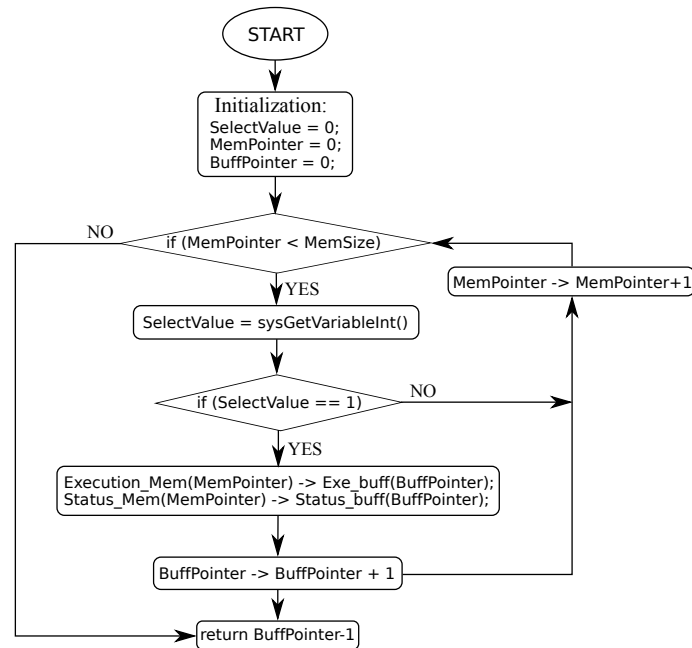 START
Initialization:
SelectValue = 0;
MemPointer = 0;
BuffPointer = 0;
NO
if (MemPointer < MemSize)
YES
MemPointer -> MemPointer+1
SelectValue = sysGetVariableInt()
if (SelectValue == 1)
NO
YES
Execution_Mem(MemPointer) -> Exe_buff(BuffPointer);
Status_Mem(MemPointer) -> Status_buff(BuffPointer);
BuffPointer -> BuffPointer + 1
return BuffPointer-1